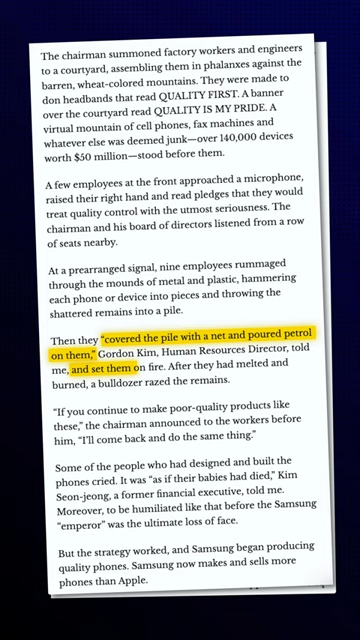 The chairman summoned factory workers and engineers
to a courtyard, assembling them in phalanxes against the
barren, wheat-colored mountains. They were made to
don headbands that read QUALITY FIRST. A banner
over the courtyard read QUALITY IS MY PRIDE. A
virtual mountain of cell phones, fax machines and
whatever else was deemed junk—over 140,000 devices
worth $50 million—stood before them.
A few employees at the front approached a microphone,
raised their right hand and read pledges that they would
treat quality control with the utmost seriousness. The
chairman and his board of directors listened from a row
of seats nearby.
At a prearranged signal, nine employees rummaged
through the mounds of metal and plastic, hammering
each phone or device into pieces and throwing the
shattered remains into a pile.
Then they “covered the pile with a net and poured petrol
on them,” Gordon Kim, Human Resources Director, told
me, and set them on fire. After they had melted and
burned, a bulldozer razed the remains.
“If you continue to make poor-quality products like
these,” the chairman announced to the workers before
him, “I’ll come back and do the same thing.”
Some of the people who had designed and built the
phones cried. It was “as if their babies had died,” Kim
Seon-jeong, a former financial executive, told me.
Moreover, to be humiliated like that before the Samsung
“emperor” was the ultimate loss of face.
But the strategy worked, and Samsung began producing
quality phones. Samsung now makes and sells more
phones than Apple.